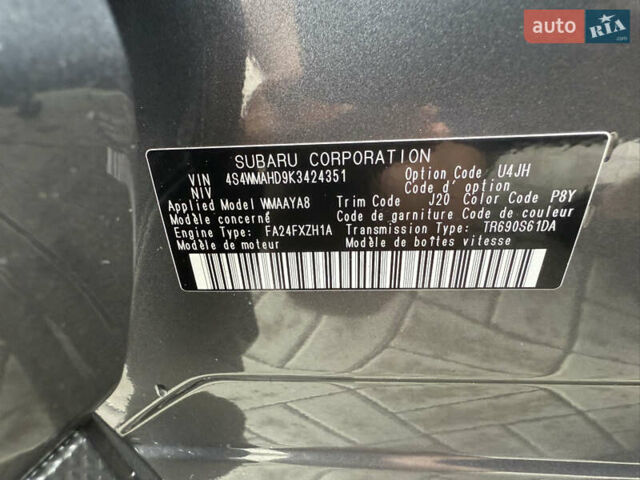 auto RIA.com
SUBARU CORPORATION
VIN 4S4WMAHD9K3424351 Option Code U4JH
NIV Code d'option
Applied Model WMAAYA8 Trim Code J20 Color Code P8Y
Modèle concerné Code de garniture Code de couleur
Engine Type: FA24FXZH1A Transmission Type: TR690S61DA
Modèle de moteur Modèle de boîtes vitesse